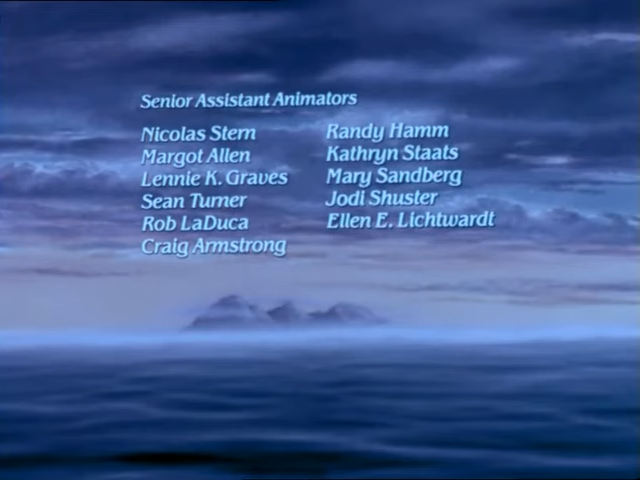 Senior Assistant Animators
Nicolas Stern
Margot Allen
Lennie K. Graves
Sean Turner
Rob LaDuca
Craig Armstrong
Randy Hamm
Kathryn Staats
Mary Sandberg
Jodi Shuster
Ellen E. Lichtwardt